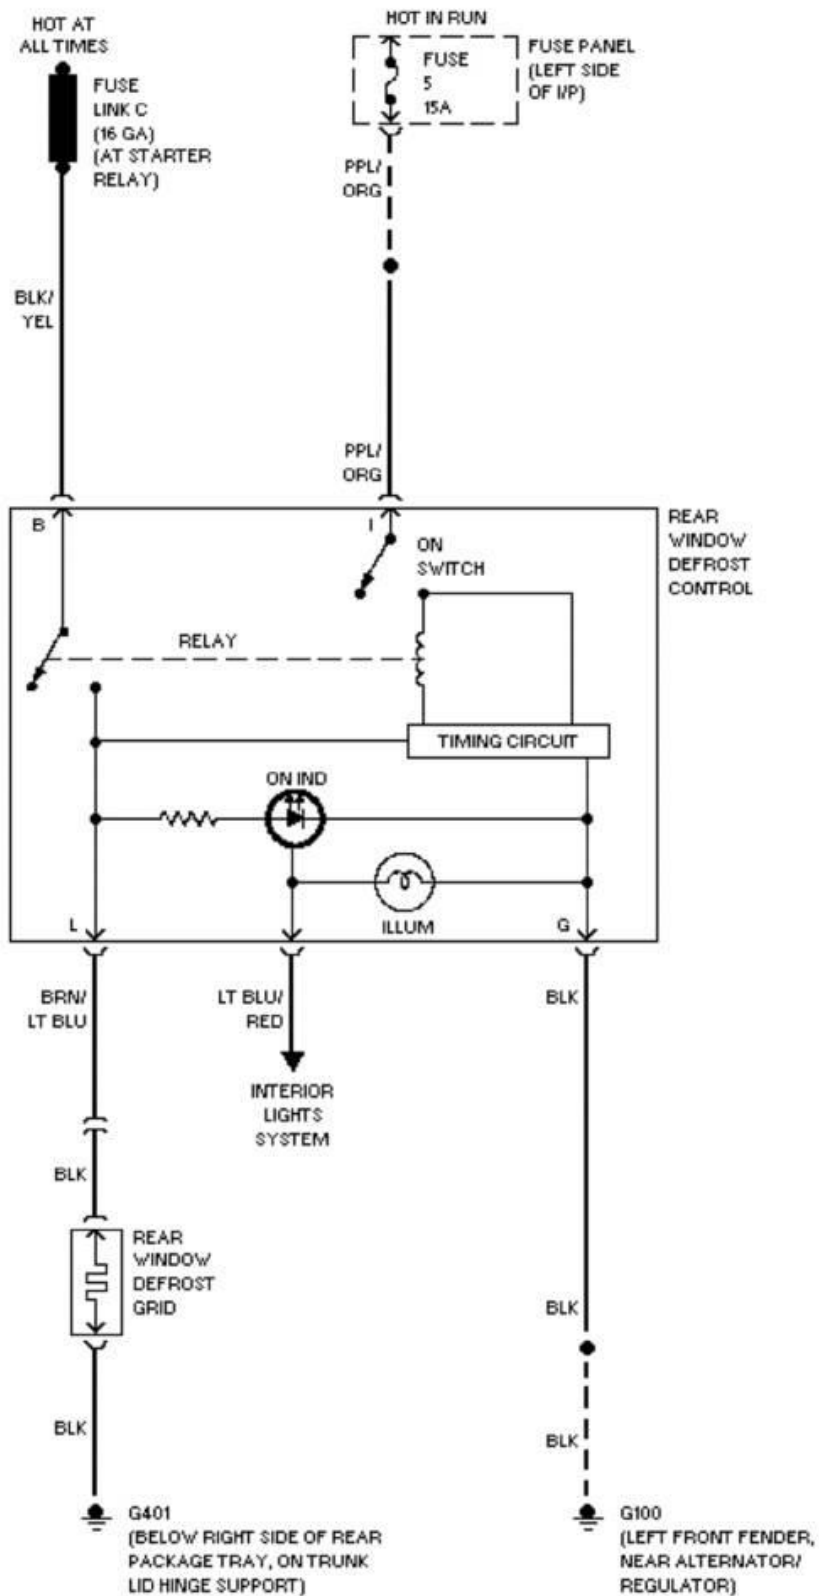 HOT AT
ALL TIMES
FUSE
LINK C
(16 GA)
(AT STARTER
RELAY)
HOT IN RUN
FUSE
5
15A
FUSE PANEL
(LEFT SIDE
OF I/P)
PPL/
ORG
BLK/
YEL
PPL/
ORG
B
I
ON
SWITCH
REAR
WINDOW
DEFROST
CONTROL
RELAY
TIMING CIRCUIT
ON IND
ILLUM
L
G
BRN/
LT BLU
LT BLU/
RED
BLK
INTERIOR
LIGHTS
SYSTEM
BLK
REAR
WINDOW
DEFROST
GRID
BLK
BLK
BLK
G401
(BELOW RIGHT SIDE OF REAR
PACKAGE TRAY, ON TRUNK
LID HINGE SUPPORT)
G100
(LEFT FRONT FENDER,
NEAR ALTERNATOR/
REGULATOR)